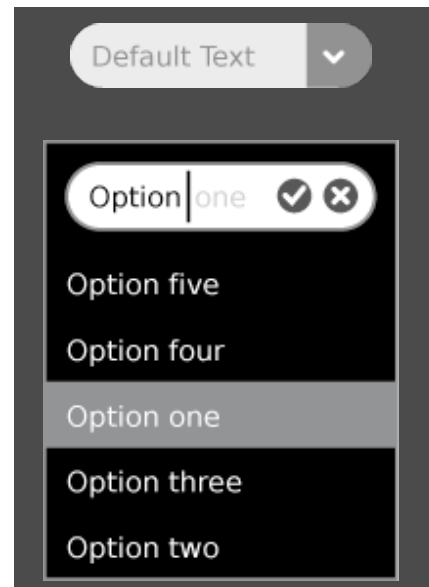 Default Text
Option one
Option five
Option four
Option one
Option three
Option two